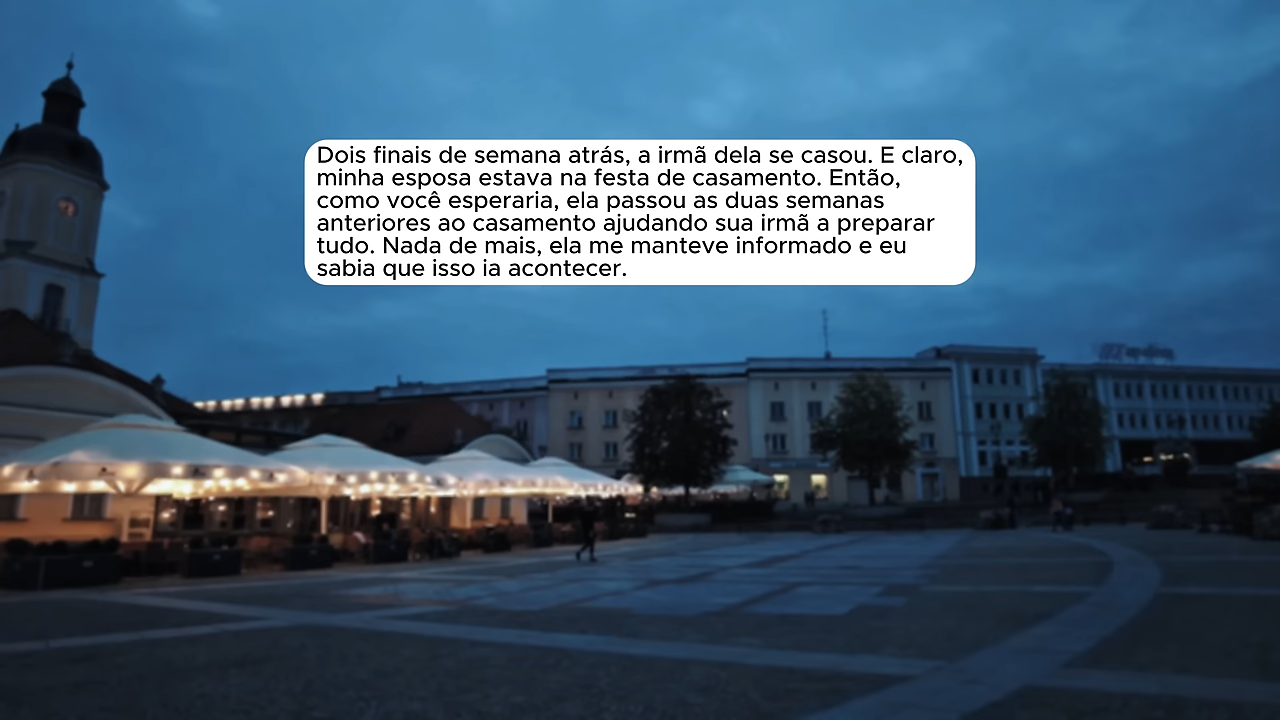 Dois finais de semana atrás, a irmã dela se casou. E claro,
minha esposa estava na festa de casamento. Então,
como você esperaria, ela passou as duas semanas
anteriores ao casamento ajudando sua irmã a preparar
tudo. Nada de mais, ela me manteve informado e eu
sabia que isso ia acontecer.